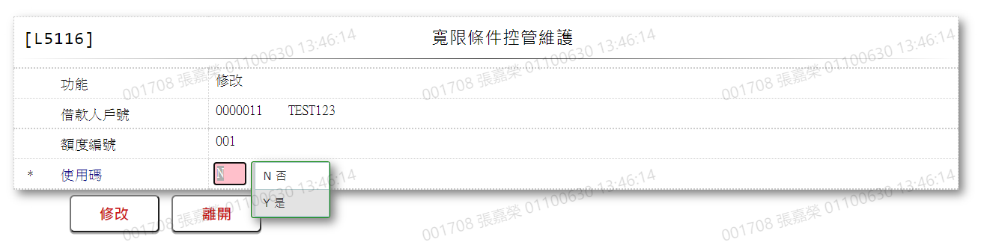 [L5116] 寬限條件控管維護
功能 修改
借款人戶號 0000011 TEST123
額度編號 001
* 使用碼 N
N 否
Y 是
修改 離開
001708 張嘉榮 01100630 13:46:14
001708 張嘉榮 01100630 13:46:14
001708 張嘉榮 01100630 13:46:14
001708 張嘉榮 01100630 13:46:14
001708 張嘉榮 01100630 13:46:14
001708 張嘉榮 01100630 13:46:14